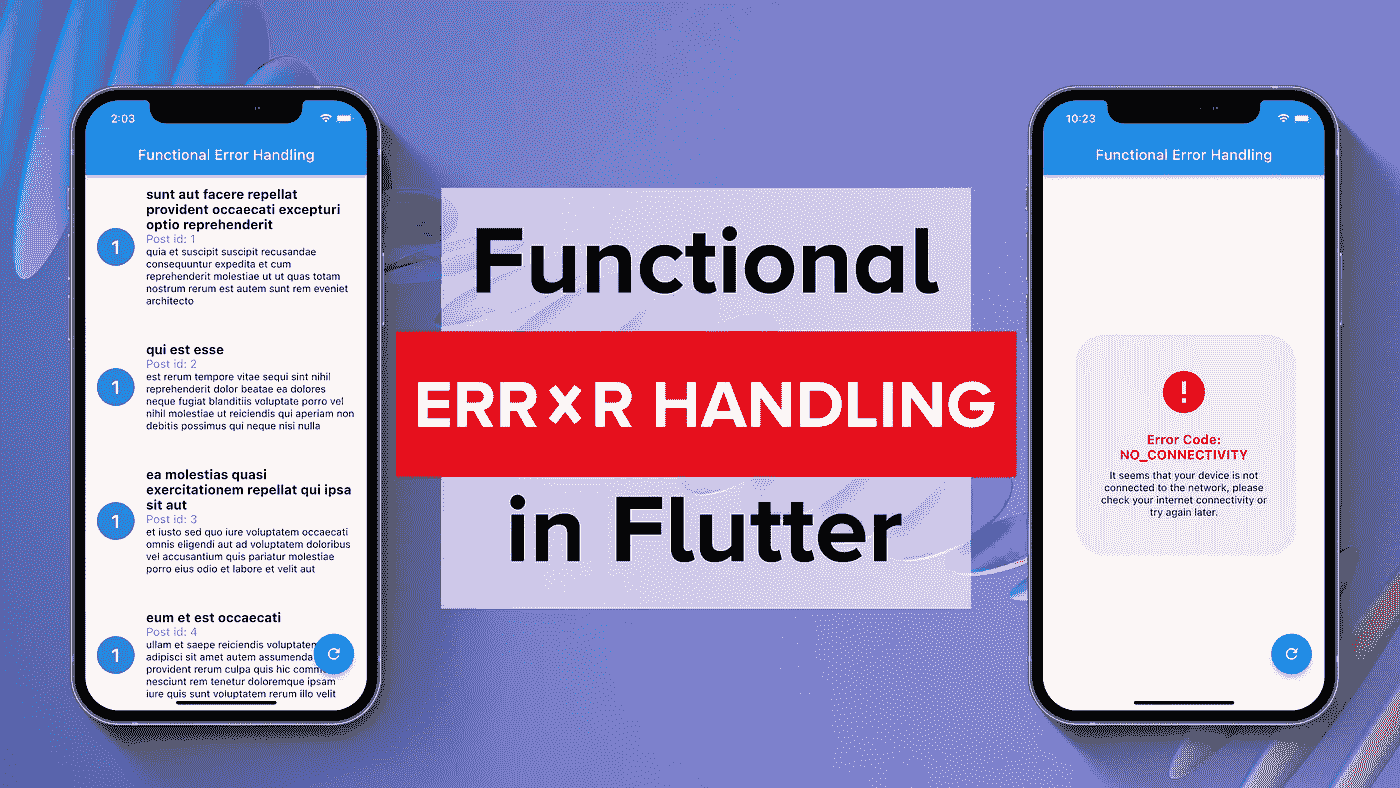 2:03
Functional Error Handling
sunt aut facere repellat
provident occaecati excepturi
optio reprehenderit
Post id: 1
1
quia et suscipit suscipit recusandae
consequuntur expedita et cum
reprehenderit molestiae ut ut quas totam
nostrum rerum est autem sunt rem eveniet
architecto
qui est esse
Post id: 2
1
est rerum tempore vitae sequi sint nihil
reprehenderit dolor beatae ea dolores
neque fugiat blanditiis voluptate porro vel
nihil molestiae ut reiciendis qui aperiam non
debitis possimus qui neque nisi nulla
ea molestias quasi
exercitationem repellat qui ipsa
sit aut
Post id: 3
1
et iusto sed quo iure voluptatem occaecati
omnis eligendi aut ad voluptatem doloribus
vel accusantium quis pariatur molestiae
porro eius odio et labore et velit aut
eum et est occaecati
Post id: 4
1
ullam et saepe reiciendis voluptatem
adipisci sit amet autem assumenda
provident rerum culpa quis hic comm
nesciunt rem tenetur doloremque ipsam
iure quis sunt voluptatem rerum illo velit
Functional
ERRXR HANDLING
in Flutter
10:23
Functional Error Handling
!
Error Code:
NO_CONNECTIVITY
It seems that your device is not
connected to the network, please
check your internet connectivity or
try again later.